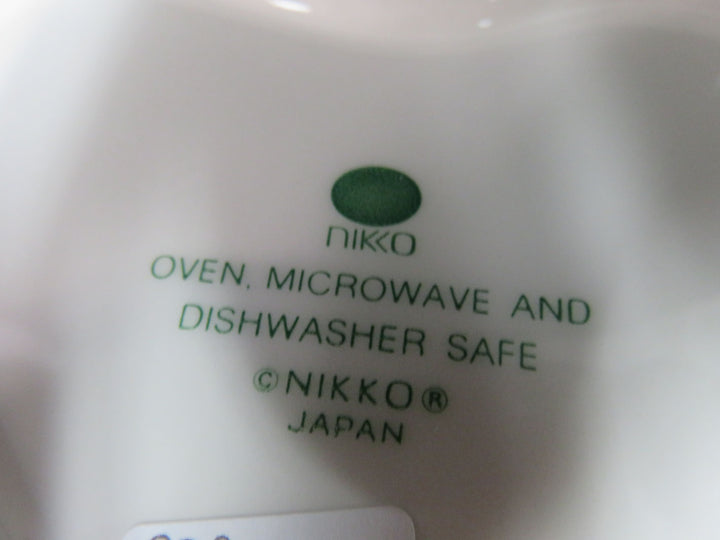 nikko
OVEN, MICROWAVE AND
DISHWASHER SAFE
©NIKKO®
JAPAN